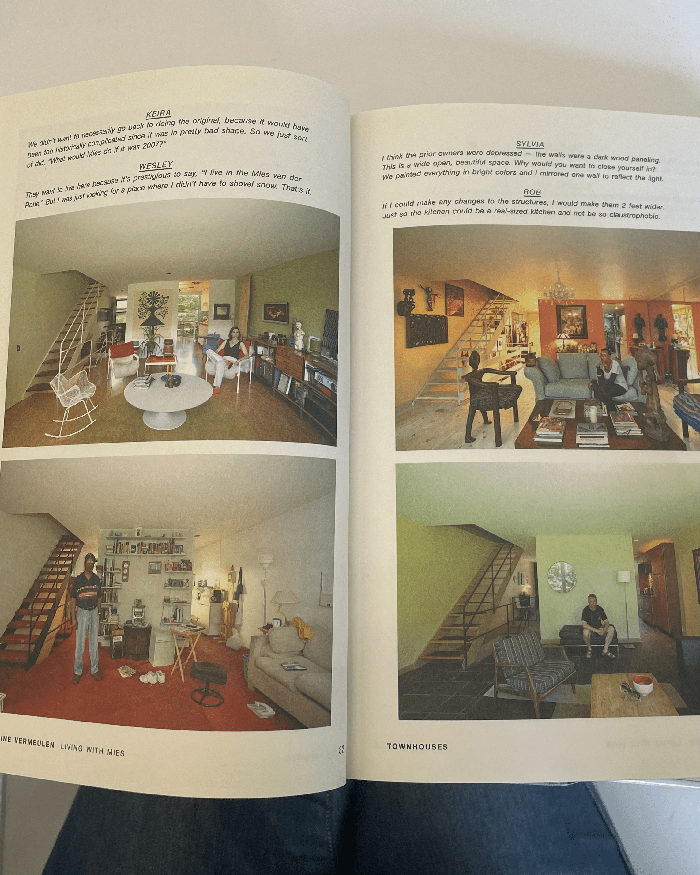 KEIRA
We didn't want to necessarily go back to doing the original, because it would have
been too historically complicated since it was in pretty bad shape. So we just sort
of did, "What would Mies do if it was 2007?"
WESLEY
They want to live here because it's prestigious to say, "I live in the Mies van der
Rohe." But I was just looking for a place where I didn't have to shovel snow. That's it.
INE VERMEULEN LIVING WITH MIES
SYLVIA
I think the prior owners were depressed — the walls were a dark wood paneling.
This is a wide open, beautiful space. Why would you want to close yourself in?
We painted everything in bright colors and I mirrored one wall to reflect the light.
ROB
If I could make any changes to the structures, I would make them 2 feet wider.
Just so the kitchen could be a real-sized kitchen and not be so claustrophobic.
TOWNHOUSES